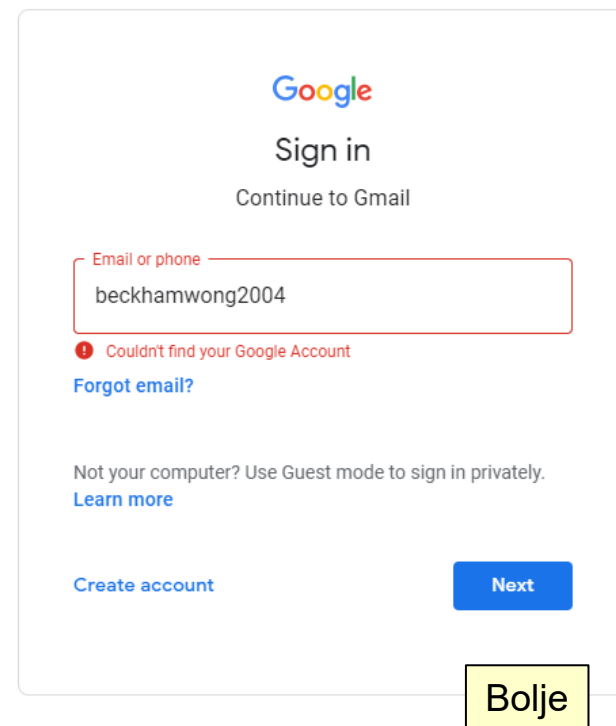 Google
Sign in
Continue to Gmail
Email or phone
beckhamwong2004
Couldn't find your Google Account
Forgot email?
Not your computer? Use Guest mode to sign in privately.
Learn more
Create account
Next
Bolje